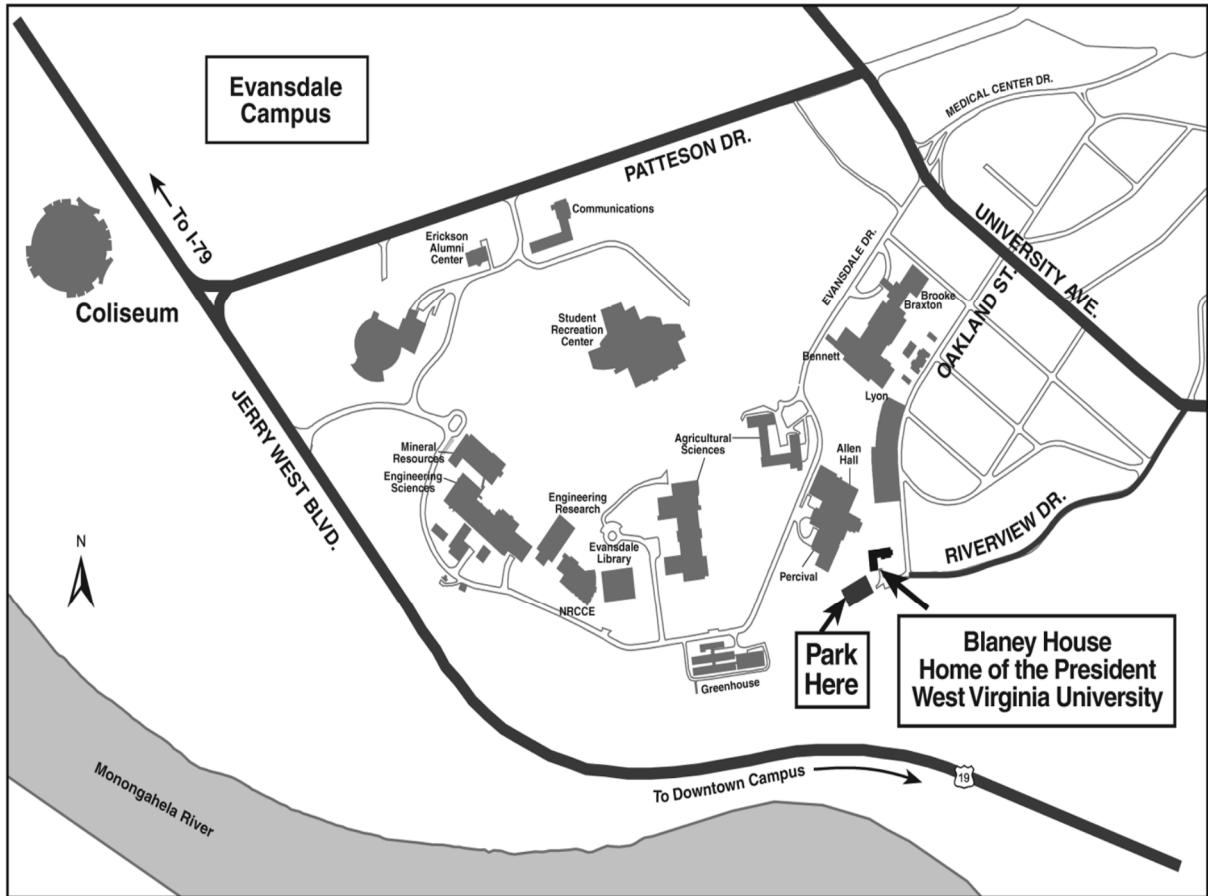 Evansdale
Campus
MEDICAL CENTER DR.
PATTESON DR.
To I-79
Communications
Erickson
Alumni
Center
UNIVERSITY AVE.
EVANSDALE DR.
OAKLAND ST.
Brooke
Braxton
Coliseum
Student
Recreation
Center
Bennett
Lyon
JERRY WEST BLVD.
Mineral
Resources
Agricultural
Sciences
Allen
Hall
Engineering
Sciences
Engineering
Research
Evansdale
Library
RIVERVIEW DR.
N
Percival
NRCCE
Park
Here
Blaney House
Home of the President
West Virginia University
Greenhouse
Monongahela River
To Downtown Campus
19